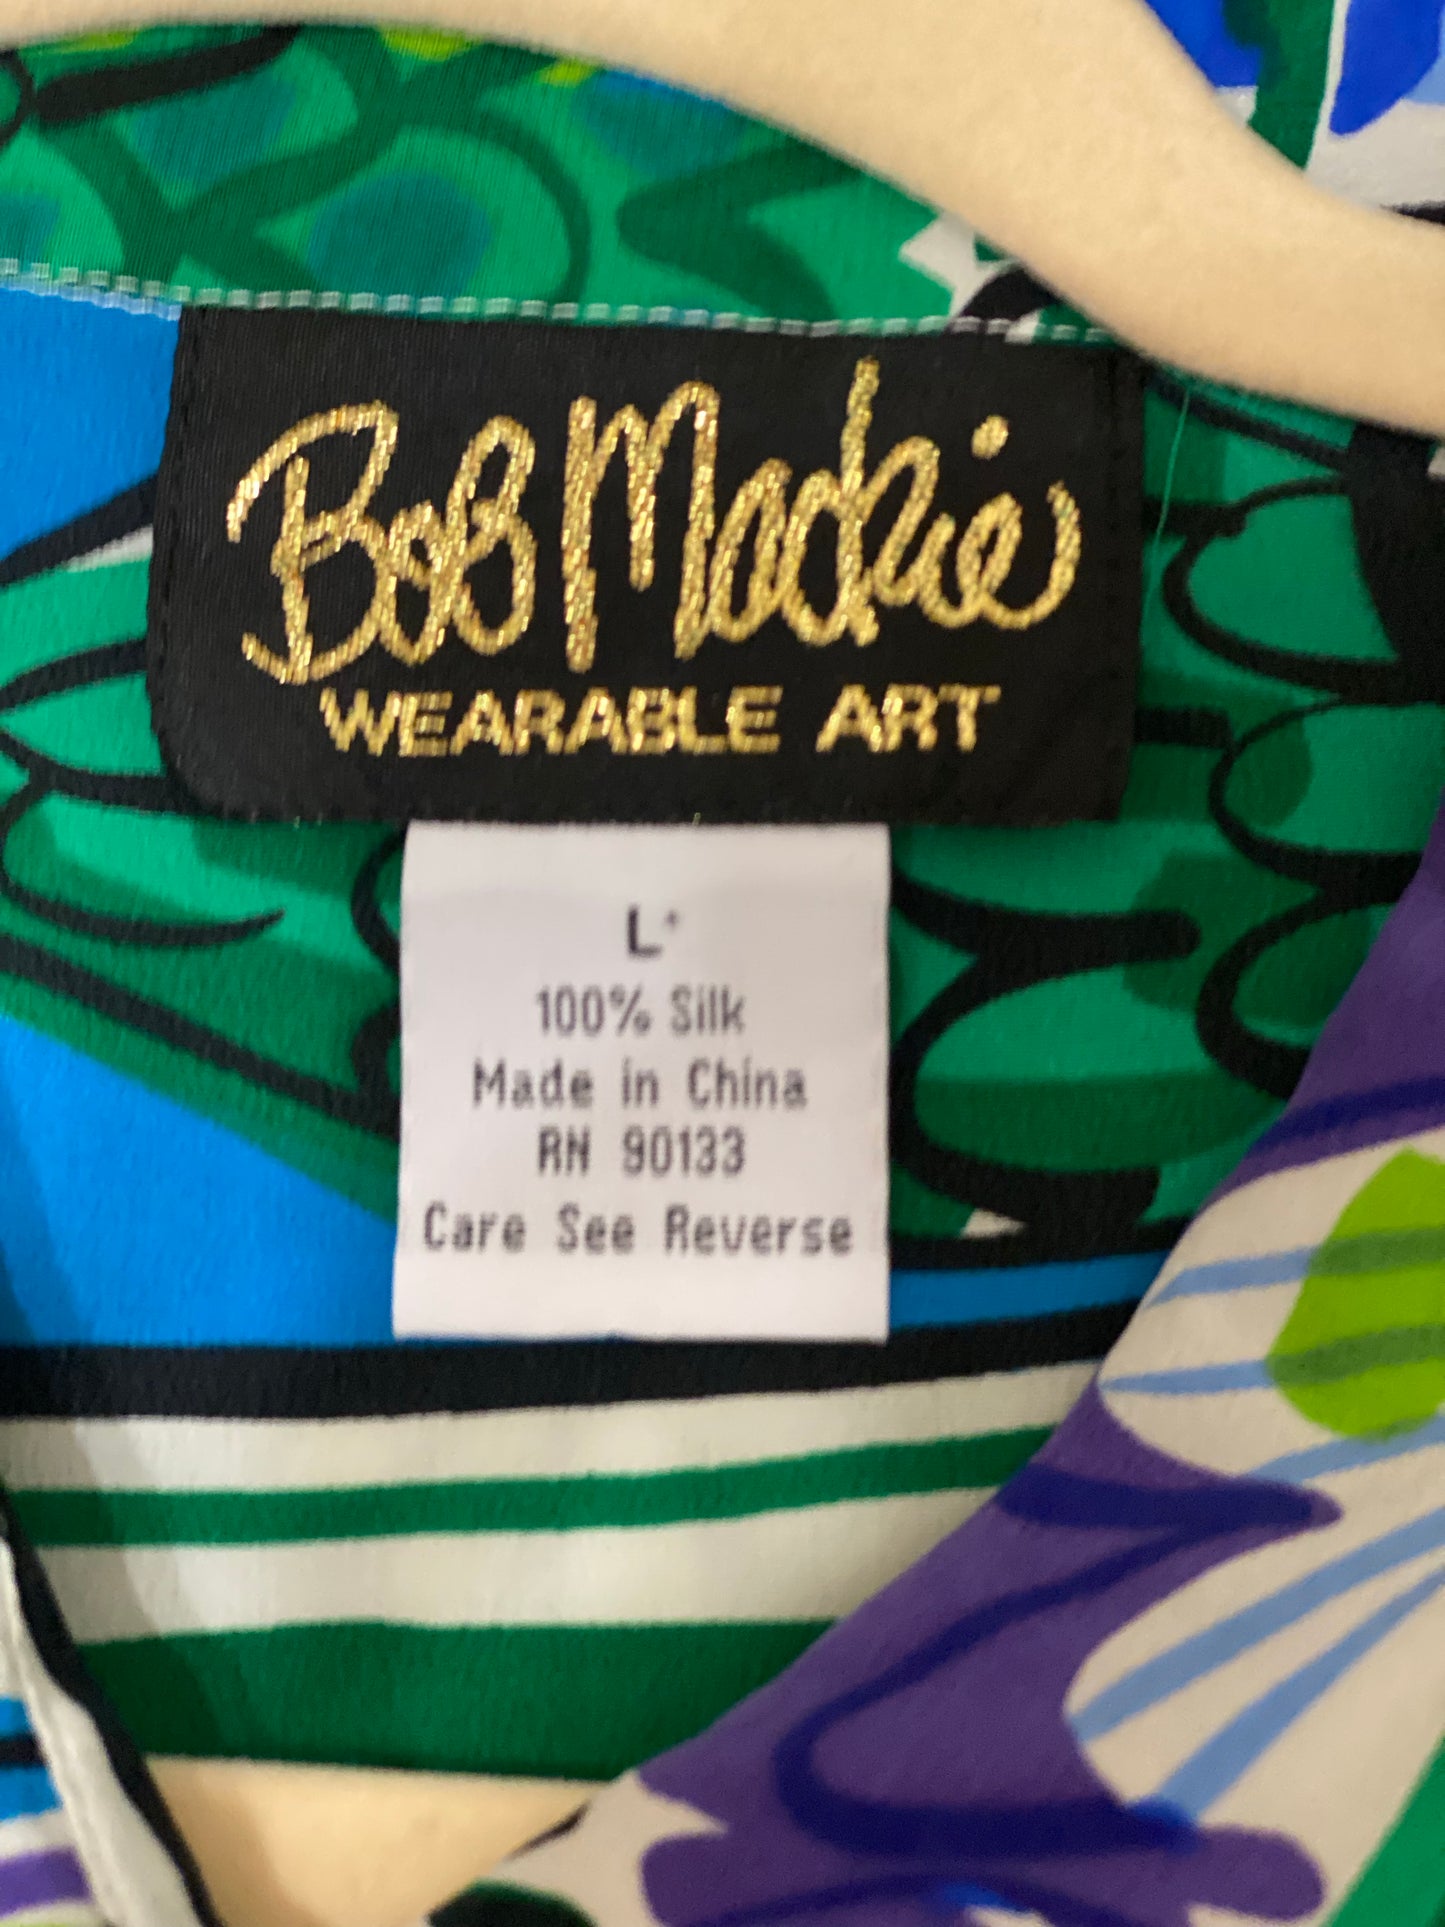 Bob Mackie
WEARABLE ART
L
100% Silk
Made in China
RN 90133
Care See Reverse